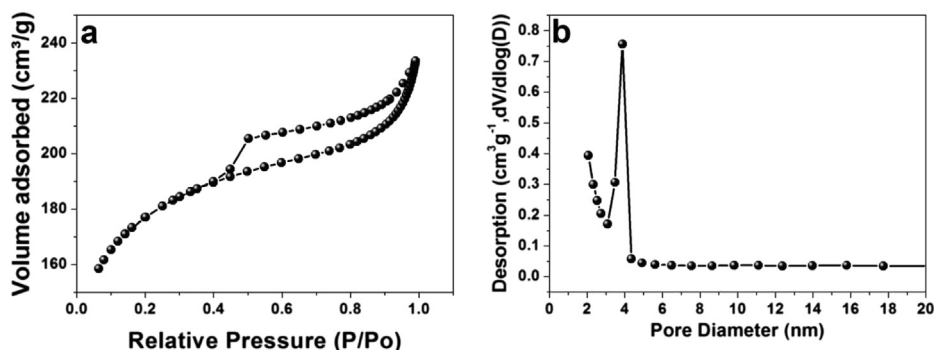 a
Volume adsorbed (cm³/g)
240
220
200
180
160
0.0 0.2 0.4 0.6 0.8 1.0
Relative Pressure (P/Po)
b
Desorption (cm³g⁻¹,dV/dlog(D))
0.8
0.7
0.6
0.5
0.4
0.3
0.2
0.1
0.0
0 2 4 6 8 10 12 14 16 18 20
Pore Diameter (nm)